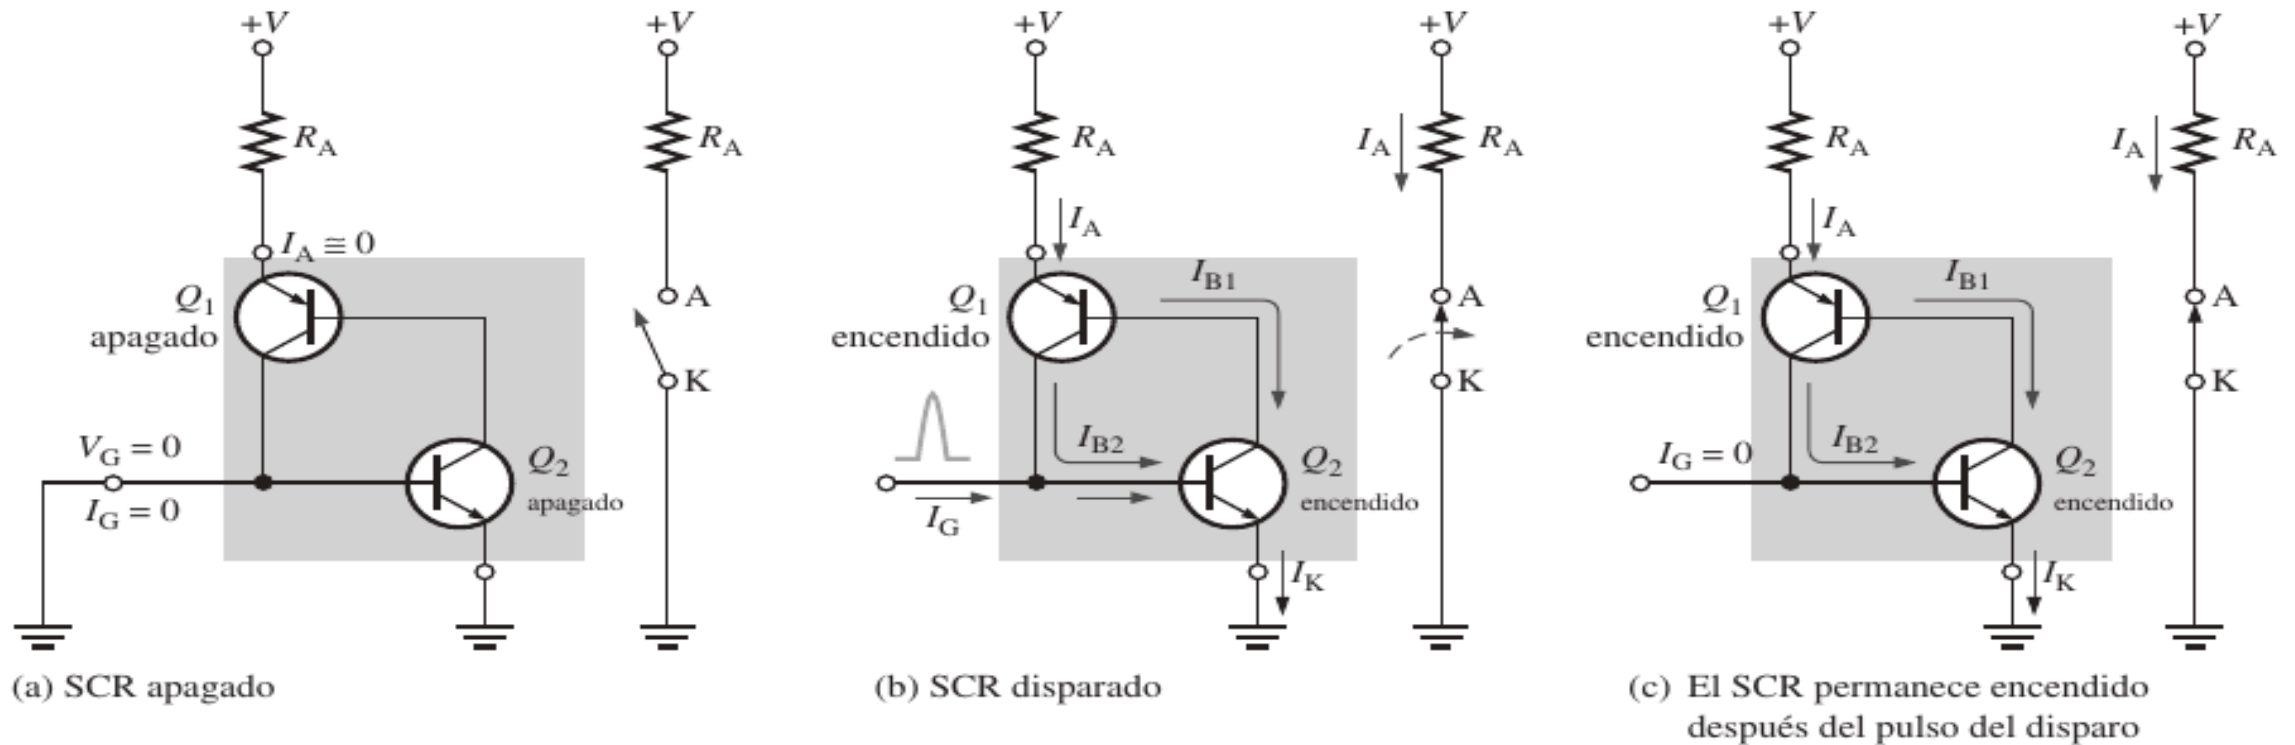 +V
R_A
I_A ≅ 0
Q_1
apagado
V_G = 0
I_G = 0
Q_2
apagado
+V
R_A
A
K
(a) SCR apagado
+V
R_A
I_A
Q_1
encendido
I_B1
I_B2
I_G
Q_2
encendido
I_K
+V
I_A
R_A
A
K
(b) SCR disparado
+V
R_A
I_A
Q_1
encendido
I_B1
I_B2
I_G = 0
Q_2
encendido
I_K
+V
I_A
R_A
A
K
(c) El SCR permanece encendido
después del pulso del disparo